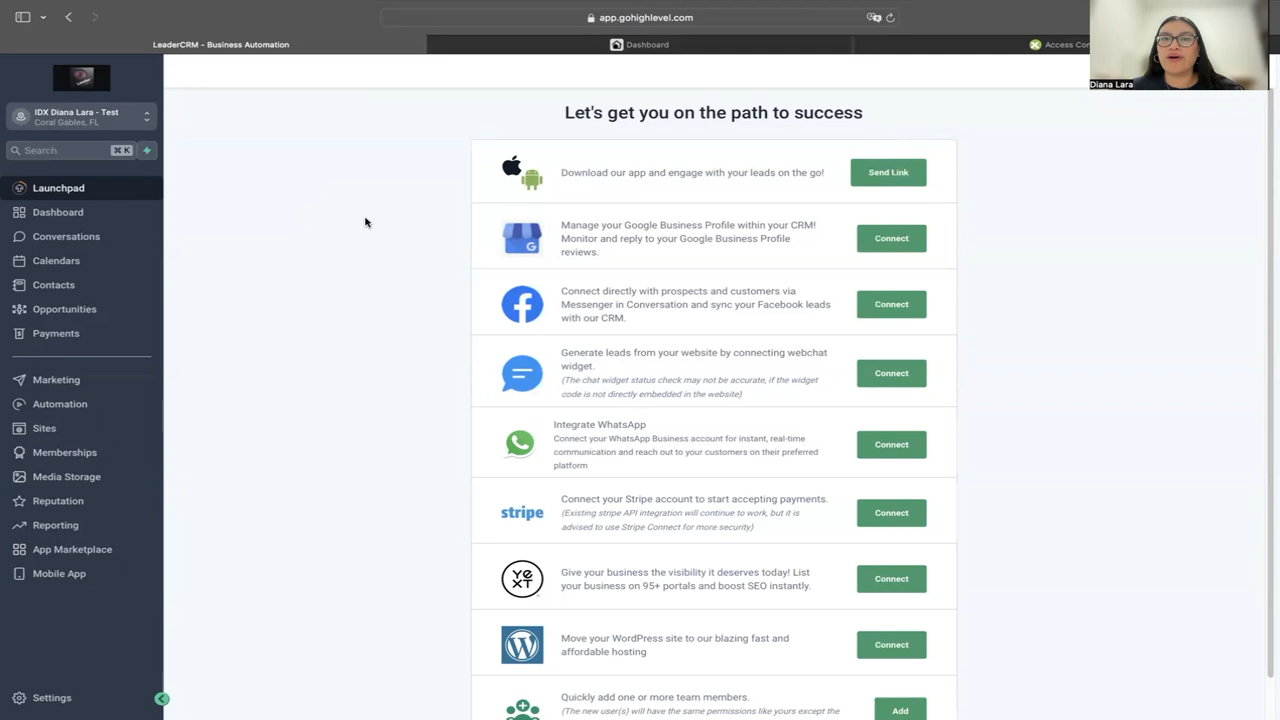 app.gohighlevel.com
LeaderCRM - Business Automation
Dashboard
Access Con
Diana Lara
IDX Diana Lara - Test
Coral Gables, FL
Search
⌘ K
Launchpad
Dashboard
Conversations
Calendars
Contacts
Opportunities
Payments
Marketing
Automation
Sites
Memberships
Media Storage
Reputation
Reporting
App Marketplace
Mobile App
Settings
Let's get you on the path to success
Download our app and engage with your leads on the go!
Send Link
Manage your Google Business Profile within your CRM!
Monitor and reply to your Google Business Profile
reviews.
Connect
Connect directly with prospects and customers via
Messenger in Conversation and sync your Facebook leads
with our CRM.
Connect
Generate leads from your website by connecting webchat
widget.
(The chat widget status check may not be accurate, if the widget
code is not directly embedded in the website)
Connect
Integrate WhatsApp
Connect your WhatsApp Business account for instant, real-time
communication and reach out to your customers on their preferred
platform
Connect
stripe
Connect your Stripe account to start accepting payments.
(Existing stripe API integration will continue to work, but it is
advised to use Stripe Connect for more security)
Connect
YEXT
Give your business the visibility it deserves today! List
your business on 95+ portals and boost SEO instantly.
Connect
Move your WordPress site to our blazing fast and
affordable hosting
Connect
Quickly add one or more team members.
(The new user(s) will have the same permissions like yours except the
Add